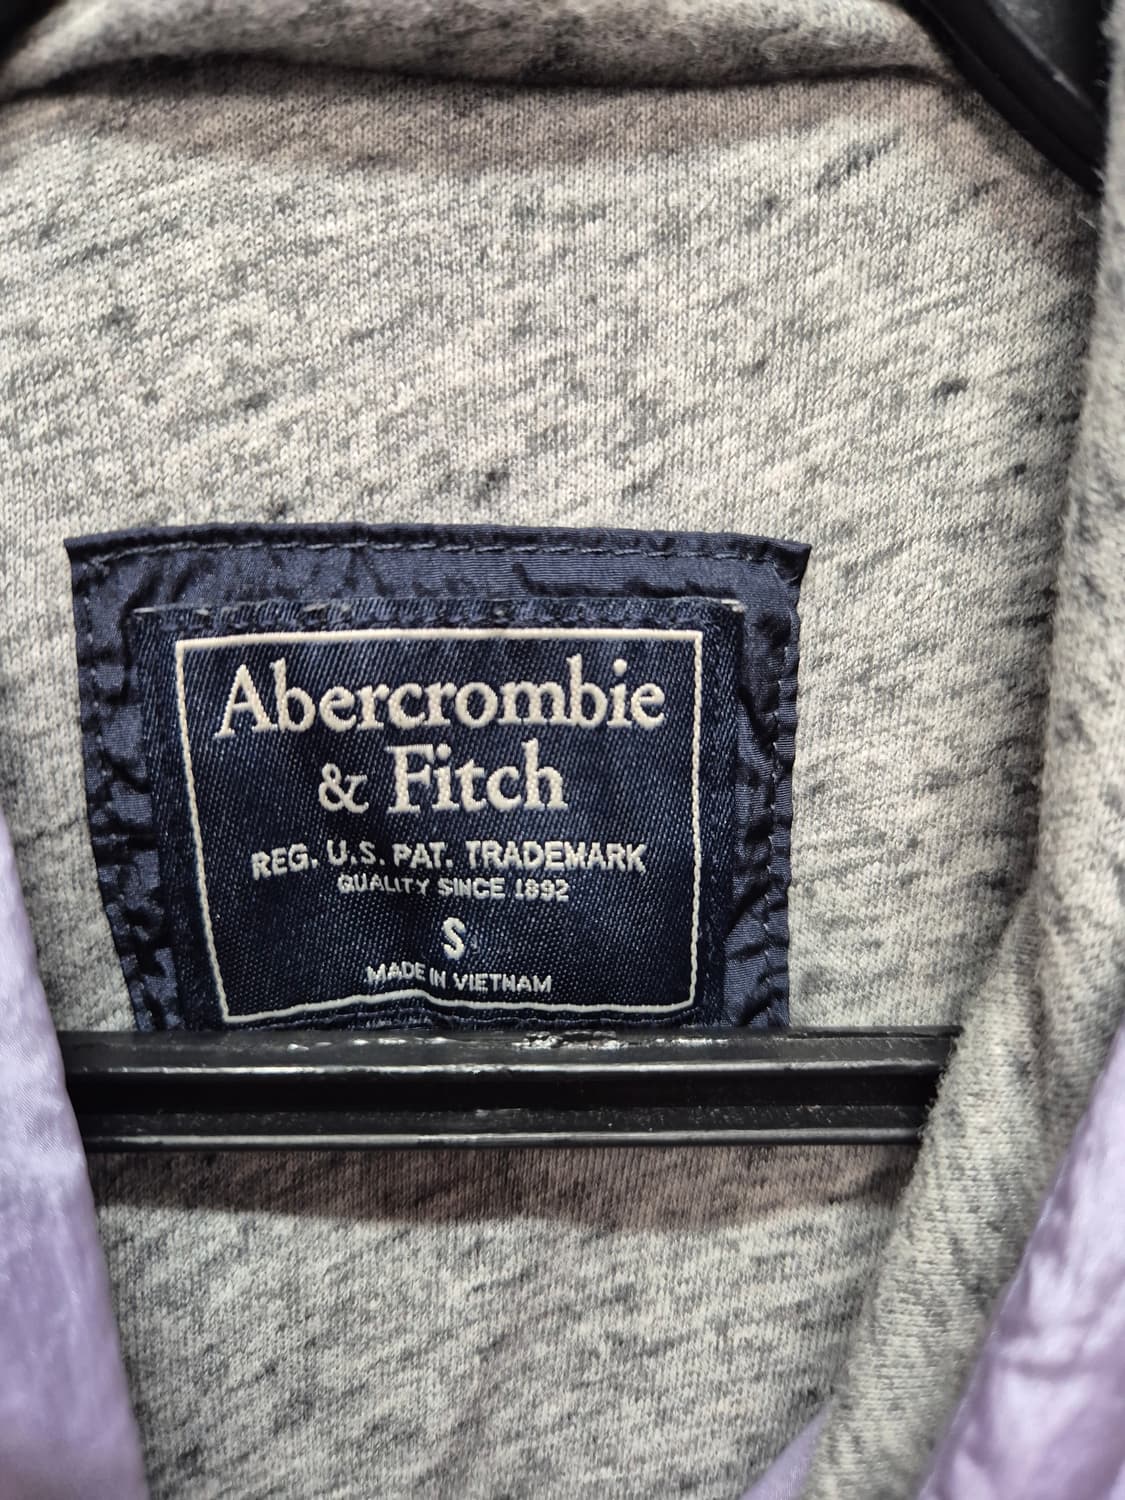 Abercrombie
& Fitch
REG. U.S. PAT. TRADEMARK
QUALITY SINCE 1892
S
MADE IN VIETNAM